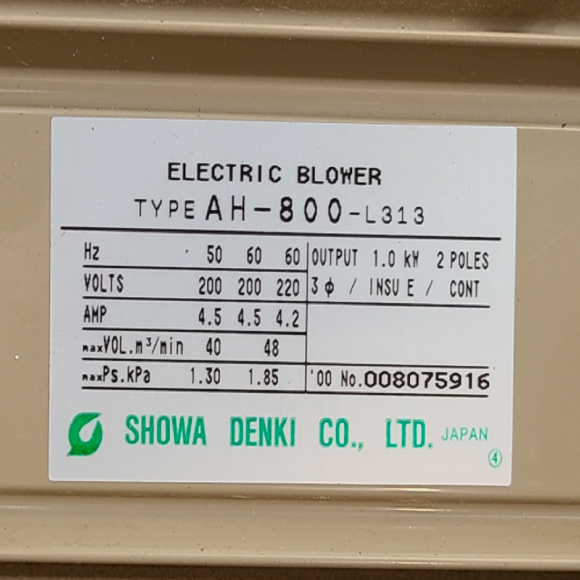 ELECTRIC BLOWER
TYPE AH-800-L313
Hz 50 60 60 OUTPUT 1.0 kW 2 POLES
VOLTS 200 200 220 3 φ / INSU E / CONT
AMP 4.5 4.5 4.2
maxVOL.m³/min 40 48
maxPs.kPa 1.30 1.85 '00 No.008075916
SHOWA DENKI CO., LTD. JAPAN
④